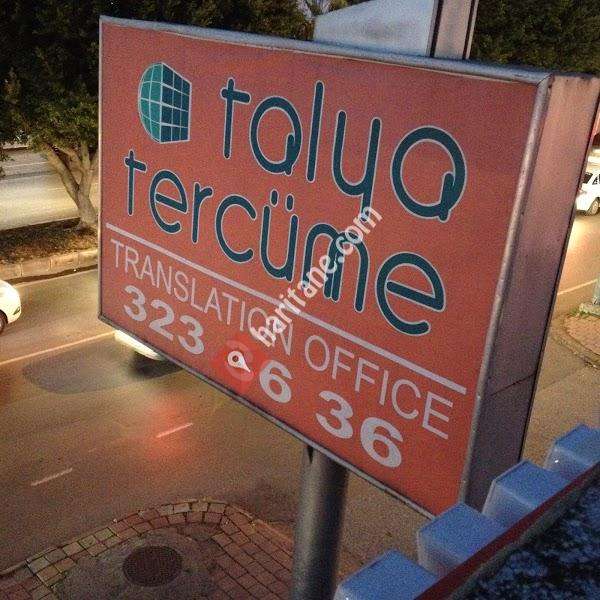 talya
tercüme
TRANSLATION OFFICE
323 6 36
haritane.com